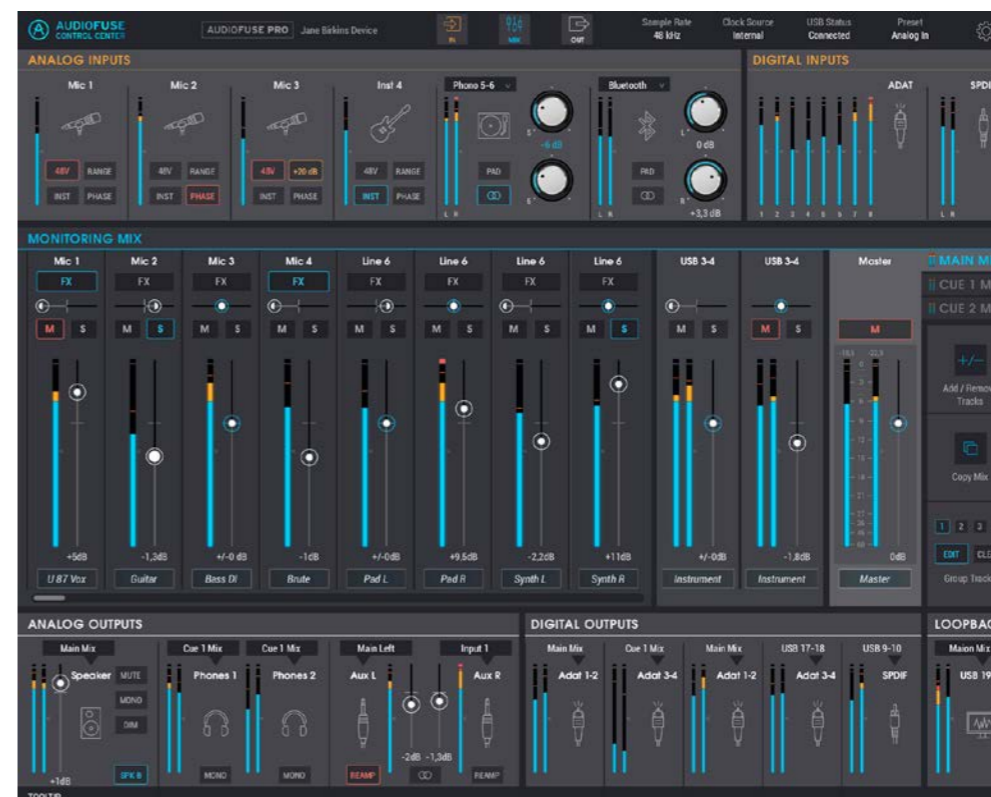 AUDIOFUSE
CONTROL CENTER
AUDIOFUSE PRO Jane Birkins Device
IN MIX OUT
Sample Rate Clock Source USB Status Preset
48 kHz Internal Connected Analog In
ANALOG INPUTS DIGITAL INPUTS
Mic 1 Mic 2 Mic 3 Inst 4 Phono 5-6 Bluetooth ADAT SPDI
-6 dB 0 dB
48V RANGE 48V RANGE 48V +20 dB 48V RANGE PAD PAD
INST PHASE INST PHASE INST PHASE INST PHASE
L R L R +3,3 dB 1 2 3 4 5 6 7 8 L R
MONITORING MIX
Mic 1 Mic 2 Mic 3 Mic 4 Line 6 Line 6 Line 6 Line 6 USB 3-4 USB 3-4 Master MAIN MI
FX FX FX FX FX FX FX FX CUE 1 M
CUE 2 M
M S M S M S M S M S M S M S M S M S M S M
Add / Remov
Tracks
Copy Mix
1 2 3
+5dB -1,3dB +/-0 dB -1dB +/-0dB +9.5dB -2,2dB +11dB +/-0dB -1,8dB 0dB EDIT CLE
U 87 Vox Guitar Bass DI Brute Pad L Pad R Synth L Synth R Instrument Instrument Master Group Track
ANALOG OUTPUTS DIGITAL OUTPUTS LOOPBAC
Main Mix Cue 1 Mix Cue 1 Mix Main Left Input 1 Main Mix Cue 1 Mix Main Mix USB 17-18 USB 9-10 Maion Mix
Speaker MUTE Phones 1 Phones 2 Aux L Aux R Adat 1-2 Adat 3-4 Adat 1-2 Adat 3-4 SPDIF USB 19
MONO
DIM
-2dB -1,3dB
+1dB SPK B MONO MONO REAMP REAMP